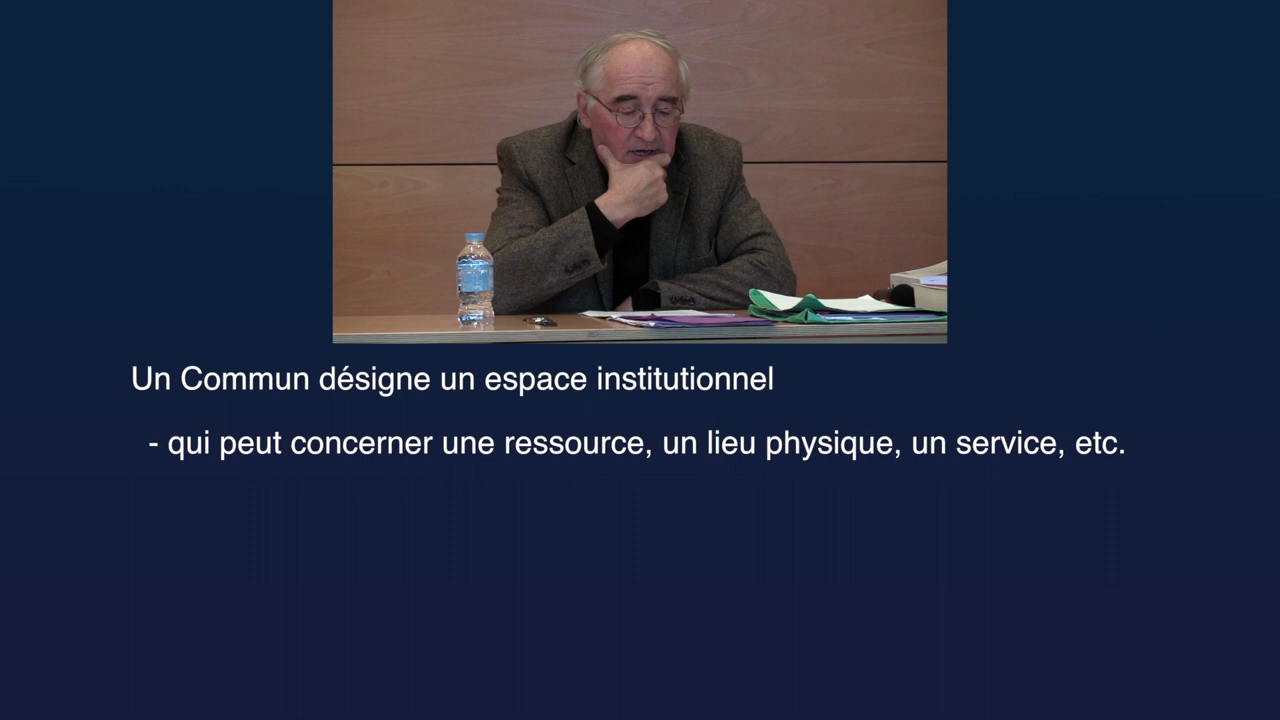 Un Commun désigne un espace institutionnel
- qui peut concerner une ressource, un lieu physique, un service, etc.